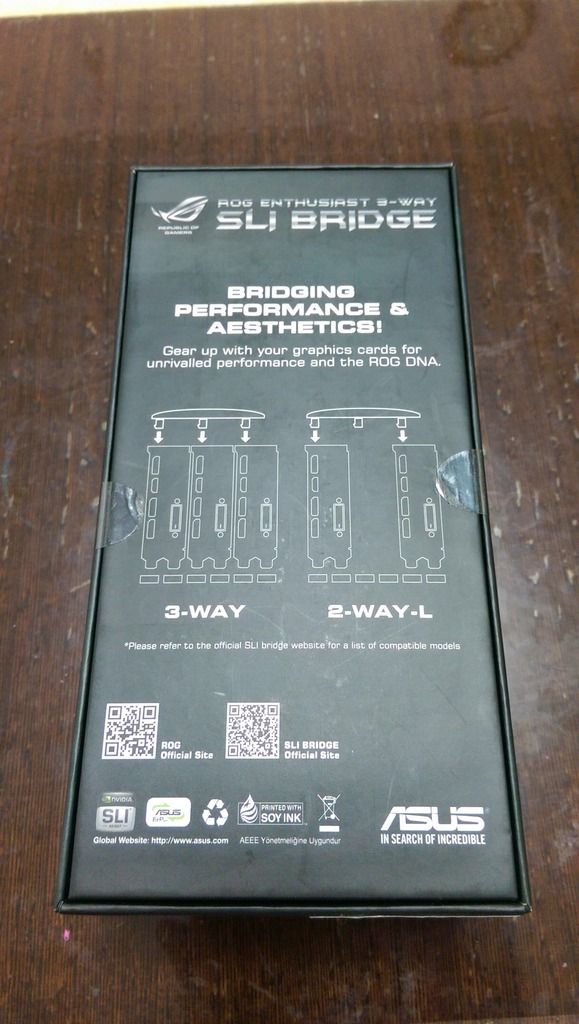 REPUBLIC OF
GAMERS
ROG ENTHUSIAST 3-WAY
SLI BRIDGE
BRIDGING
PERFORMANCE &
AESTHETICS!
Gear up with your graphics cards for
unrivalled performance and the ROG DNA.
3-WAY
2-WAY-L
*Please refer to the official SLI bridge website for a list of compatible models
ROG
Official Site
SLI BRIDGE
Official Site
NVIDIA
SLI
ASUS
PRINTED WITH
SOY INK
ASUS
IN SEARCH OF INCREDIBLE
Global Website: http://www.asus.com
AEEE Yönetmeliğine Uygundur